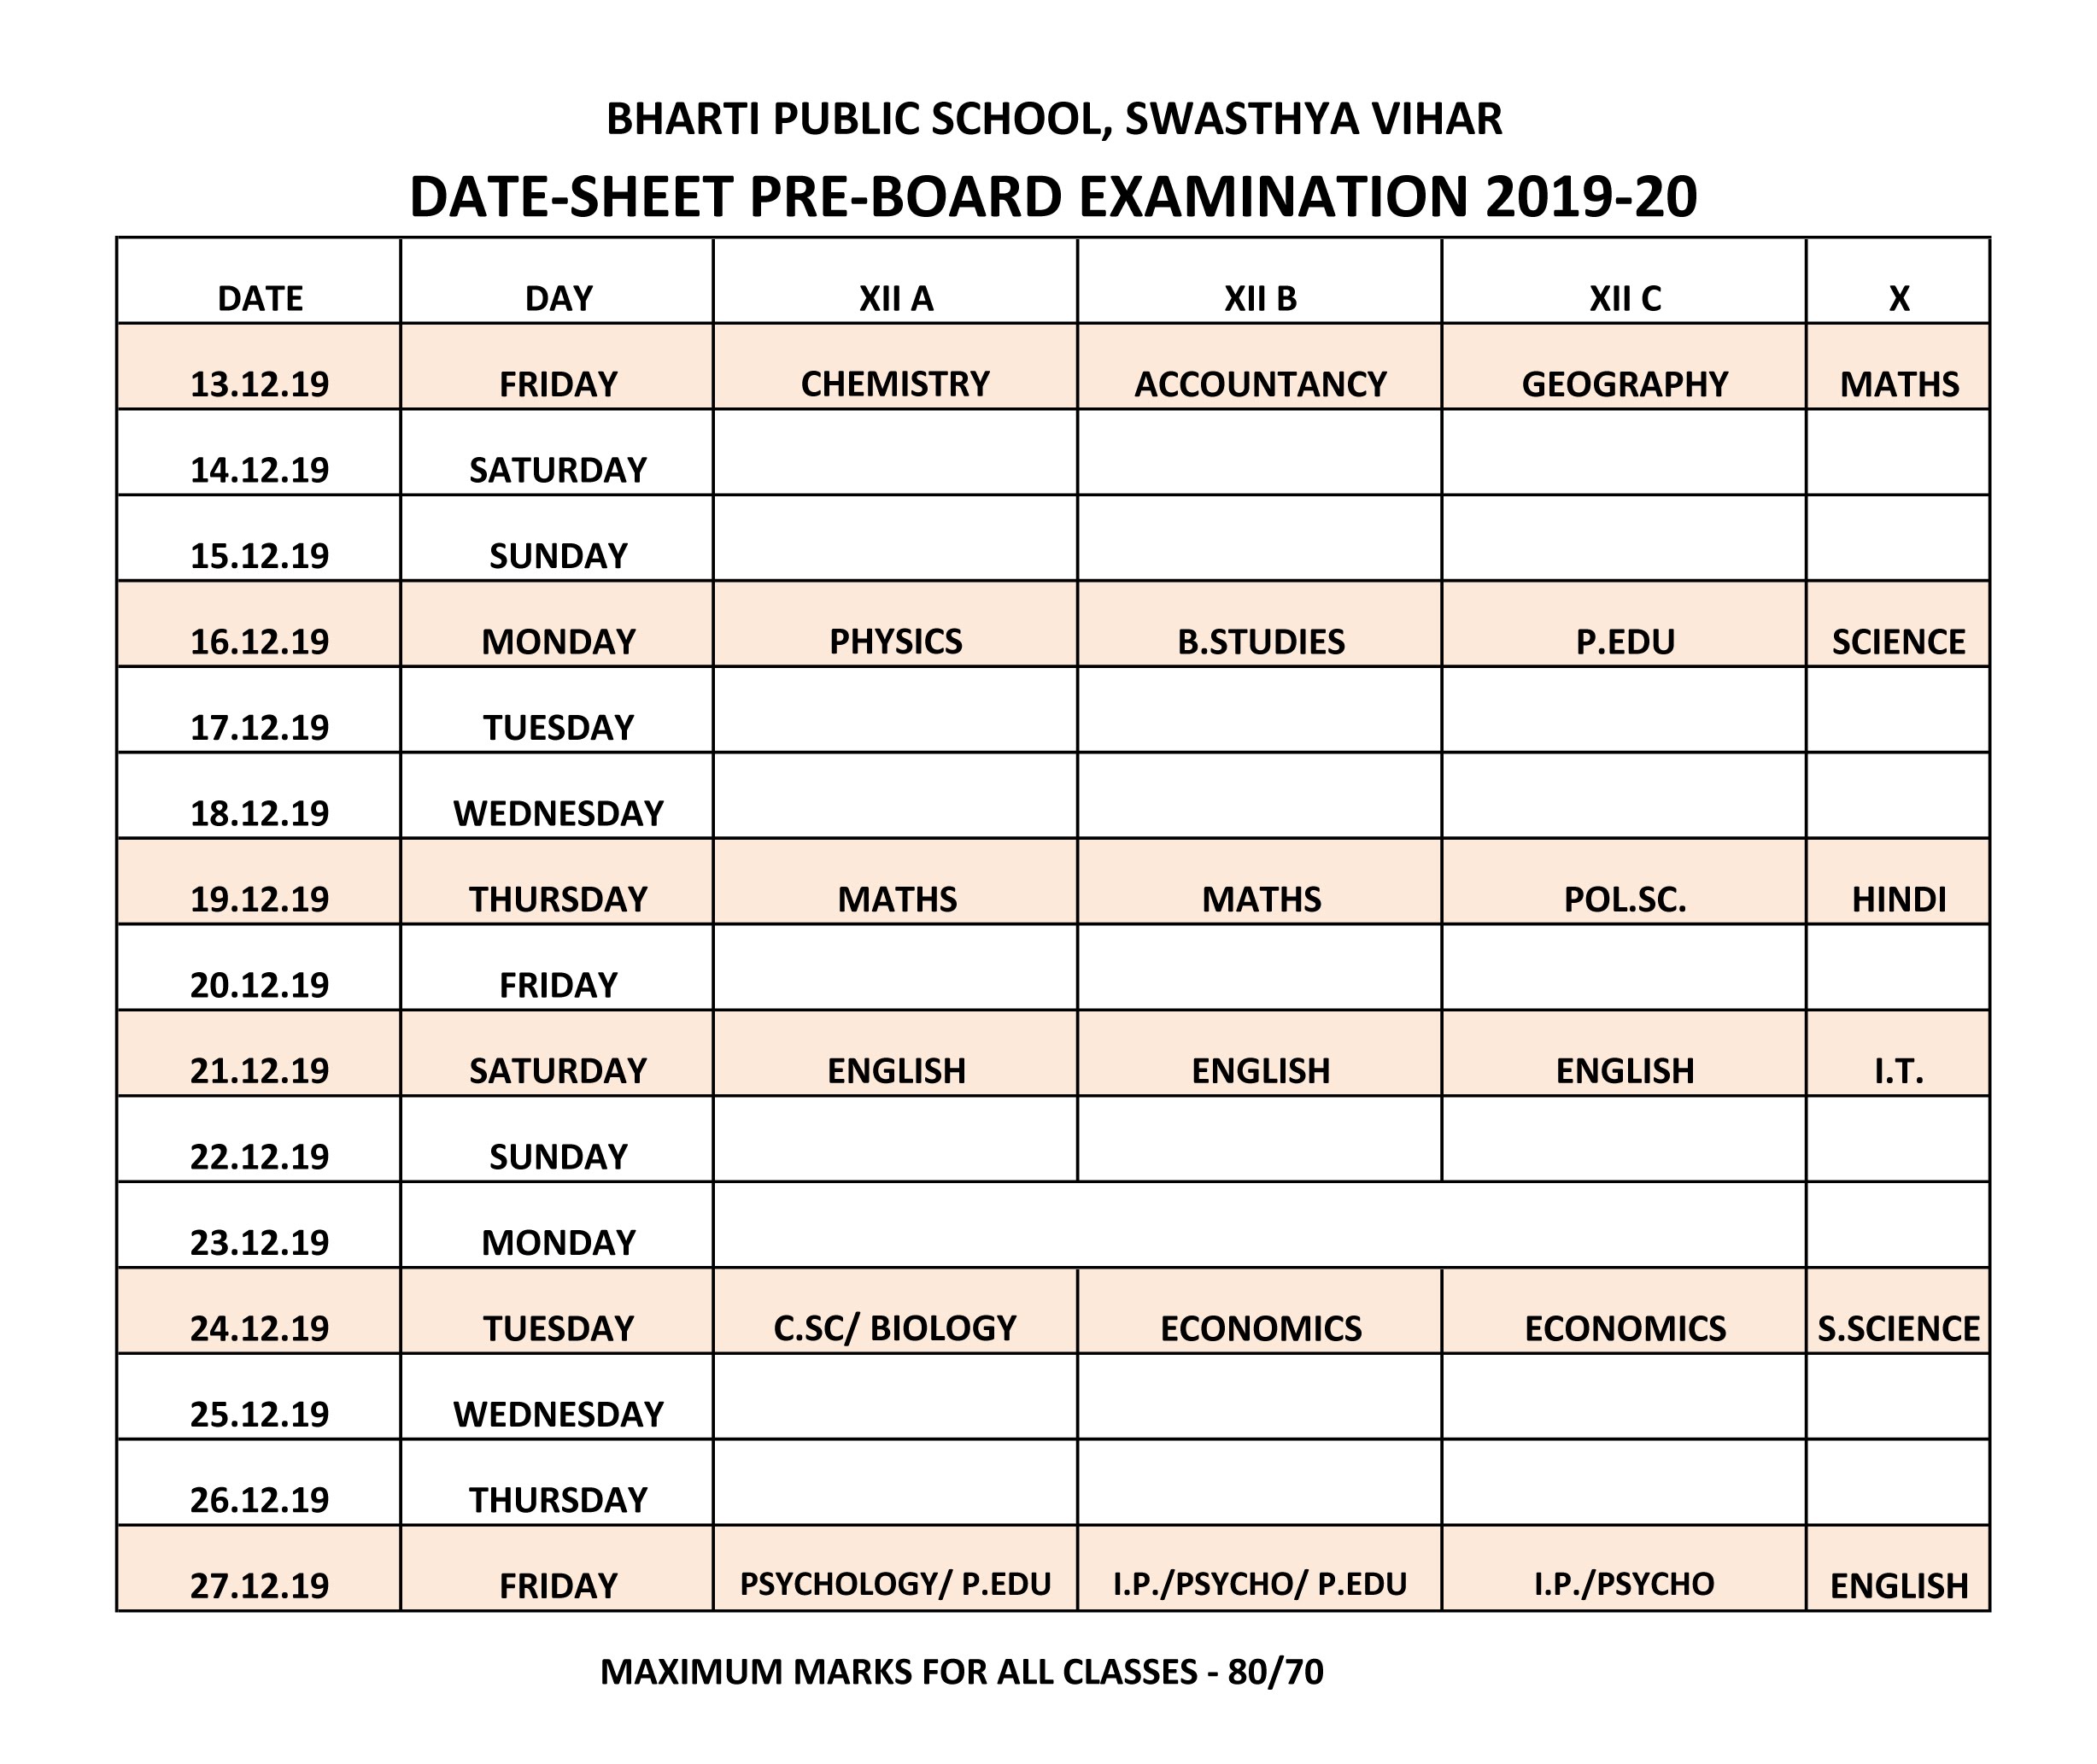 BHARTI PUBLIC SCHOOL, SWASTHYA VIHAR
DATE-SHEET PRE-BOARD EXAMINATION 2019-20
DATE DAY XII A XII B XII C X
13.12.19 FRIDAY CHEMISTRY ACCOUNTANCY GEOGRAPHY MATHS
14.12.19 SATURDAY
15.12.19 SUNDAY
16.12.19 MONDAY PHYSICS B.STUDIES P.EDU SCIENCE
17.12.19 TUESDAY
18.12.19 WEDNESDAY
19.12.19 THURSDAY MATHS MATHS POL.SC. HINDI
20.12.19 FRIDAY
21.12.19 SATURDAY ENGLISH ENGLISH ENGLISH I.T.
22.12.19 SUNDAY
23.12.19 MONDAY
24.12.19 TUESDAY C.SC/ BIOLOGY ECONOMICS ECONOMICS S.SCIENCE
25.12.19 WEDNESDAY
26.12.19 THURSDAY
27.12.19 FRIDAY PSYCHOLOGY/ P.EDU I.P./PSYCHO/ P.EDU I.P./PSYCHO ENGLISH
MAXIMUM MARKS FOR ALL CLASSES - 80/70